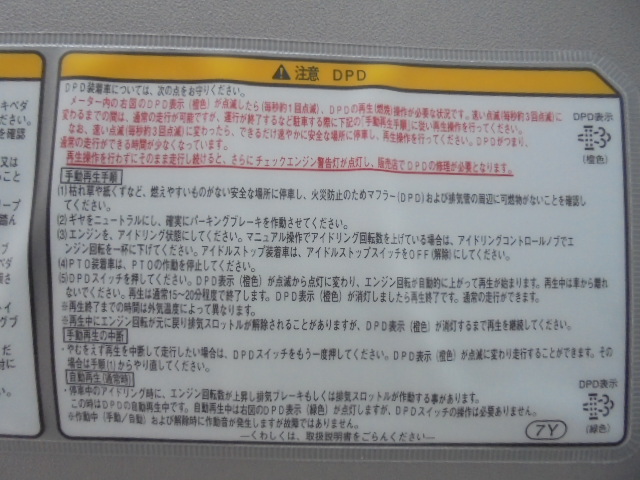 注意 DPD
DPD装着車については、次の点をお守りください。
メーター内の右図のDPD表示（橙色）が点滅したら（毎秒約1回点滅）、DPDの再生（燃焼）操作が必要な状況です。速い点滅（毎秒約3回点滅）に
変わるまでの間は、通常の走行が可能ですが、運行が終了するなど駐車する際に下記の「手動再生手順」に従い再生操作を行ってください。
なお、速い点滅（毎秒約3回点滅）に変わったら、できるだけ速やかに安全な場所に停車し、再生操作を行ってください。DPDがつまり、
通常の走行ができる時間が少なくなっています。
再生操作を行わずにそのまま走行し続けると、さらにチェックエンジン警告灯が点灯し、販売店でDPDの修理が必要となります。
DPD表示
（橙色）
手動再生手順
(1)枯れ草や紙くずなど、燃えやすいものがない安全な場所に停車し、火災防止のためマフラー(DPD)および排気管の周辺に可燃物がないことを確認
してください。
(2)ギヤをニュートラルにし、確実にパーキングブレーキを作動させてください。
(3)エンジンを、アイドリング状態にしてください。マニュアル操作でアイドリング回転数を上げている場合は、アイドリングコントロールノブでエ
ンジン回転を一杯に下げてください。アイドルストップ装着車は、アイドルストップスイッチをOFF(解除)にしてください。
(4)PTO装着車は、PTOの作動を停止してください。
(5)DPDスイッチを押してください。DPD表示（橙色）が点滅から点灯に変わり、エンジン回転が自動的に上がって再生が始まります。再生中は車から離れ
ないでください。再生は通常15～20分程度で終了します。DPD表示（橙色）が消灯しましたら再生終了です。通常の走行ができます。
※再生終了までの時間は外気温度によって異なります。
※再生中にエンジン回転が元に戻り排気スロットルが解除されることがありますが、DPD表示（橙色）が消灯するまで再生を継続してください。
手動再生の中断
・やむをえず再生を中断して走行したい場合は、DPDスイッチをもう一度押してください。DPD表示（橙色）が点滅に変わり走行することができます。その
場合は手順(1)からやり直してください。
自動再生(通常時)
・停車中のアイドリング時に、エンジン回転数が上昇し排気ブレーキもしくは排気スロットルが作動する事があります。
この時はDPDの自動再生中です。自動再生中は右図のDPD表示（緑色）が点灯しますが、DPDスイッチの操作は必要ありません。
※作動中（手動／自動）および解除時に作動音が発生しますが故障ではありません。
―くわしくは、取扱説明書をごらんください―
DPD表示
（緑色）
7Y